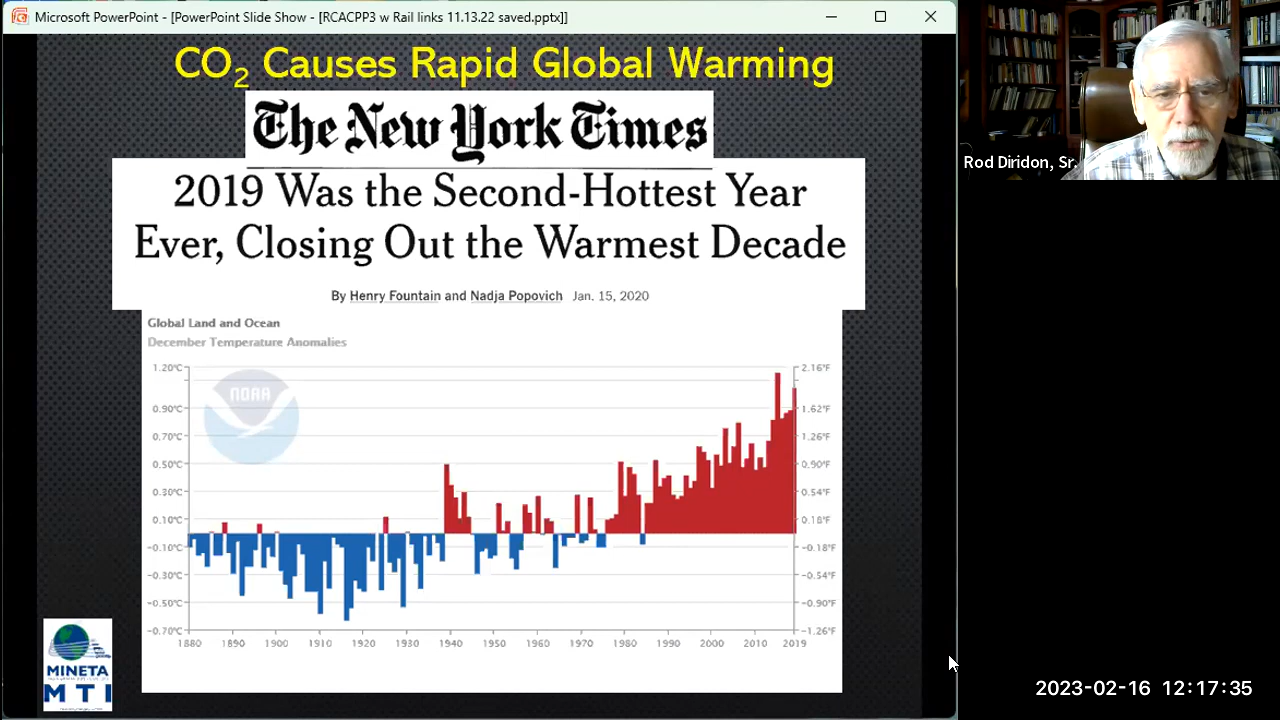 Microsoft PowerPoint - [PowerPoint Slide Show - [RCACPP3 w Rail links 11.13.22 saved.pptx]]
CO2 Causes Rapid Global Warming
The New York Times
2019 Was the Second-Hottest Year
Ever, Closing Out the Warmest Decade
By Henry Fountain and Nadja Popovich Jan. 15, 2020
Global Land and Ocean
December Temperature Anomalies
NOAA
1.20°C 2.16°F
0.90°C 1.62°F
0.70°C 1.26°F
0.50°C 0.90°F
0.30°C 0.54°F
0.10°C 0.18°F
-0.10°C -0.18°F
-0.30°C -0.54°F
-0.50°C -0.90°F
-0.70°C -1.26°F
1880 1890 1900 1910 1920 1930 1940 1950 1960 1970 1980 1990 2000 2010 2019
MINETA
MTI
Rod Diridon, Sr.
2023-02-16 12:17:35